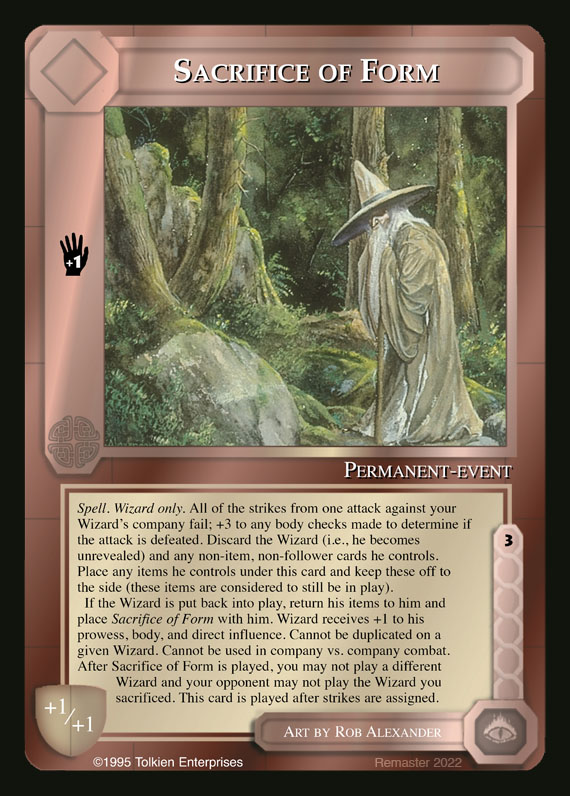 Sacrifice of Form
+1
Permanent-event
Spell. Wizard only. All of the strikes from one attack against your
Wizard's company fail; +3 to any body checks made to determine if
the attack is defeated. Discard the Wizard (i.e., he becomes
unrevealed) and any non-item, non-follower cards he controls.
Place any items he controls under this card and keep these off to
the side (these items are considered to still be in play).
If the Wizard is put back into play, return his items to him and
place Sacrifice of Form with him. Wizard receives +1 to his
prowess, body, and direct influence. Cannot be duplicated on a
given Wizard. Cannot be used in company vs. company combat.
After Sacrifice of Form is played, you may not play a different
Wizard and your opponent may not play the Wizard you
sacrificed. This card is played after strikes are assigned.
3
+1/+1
Art by Rob Alexander
©1995 Tolkien Enterprises
Remaster 2022